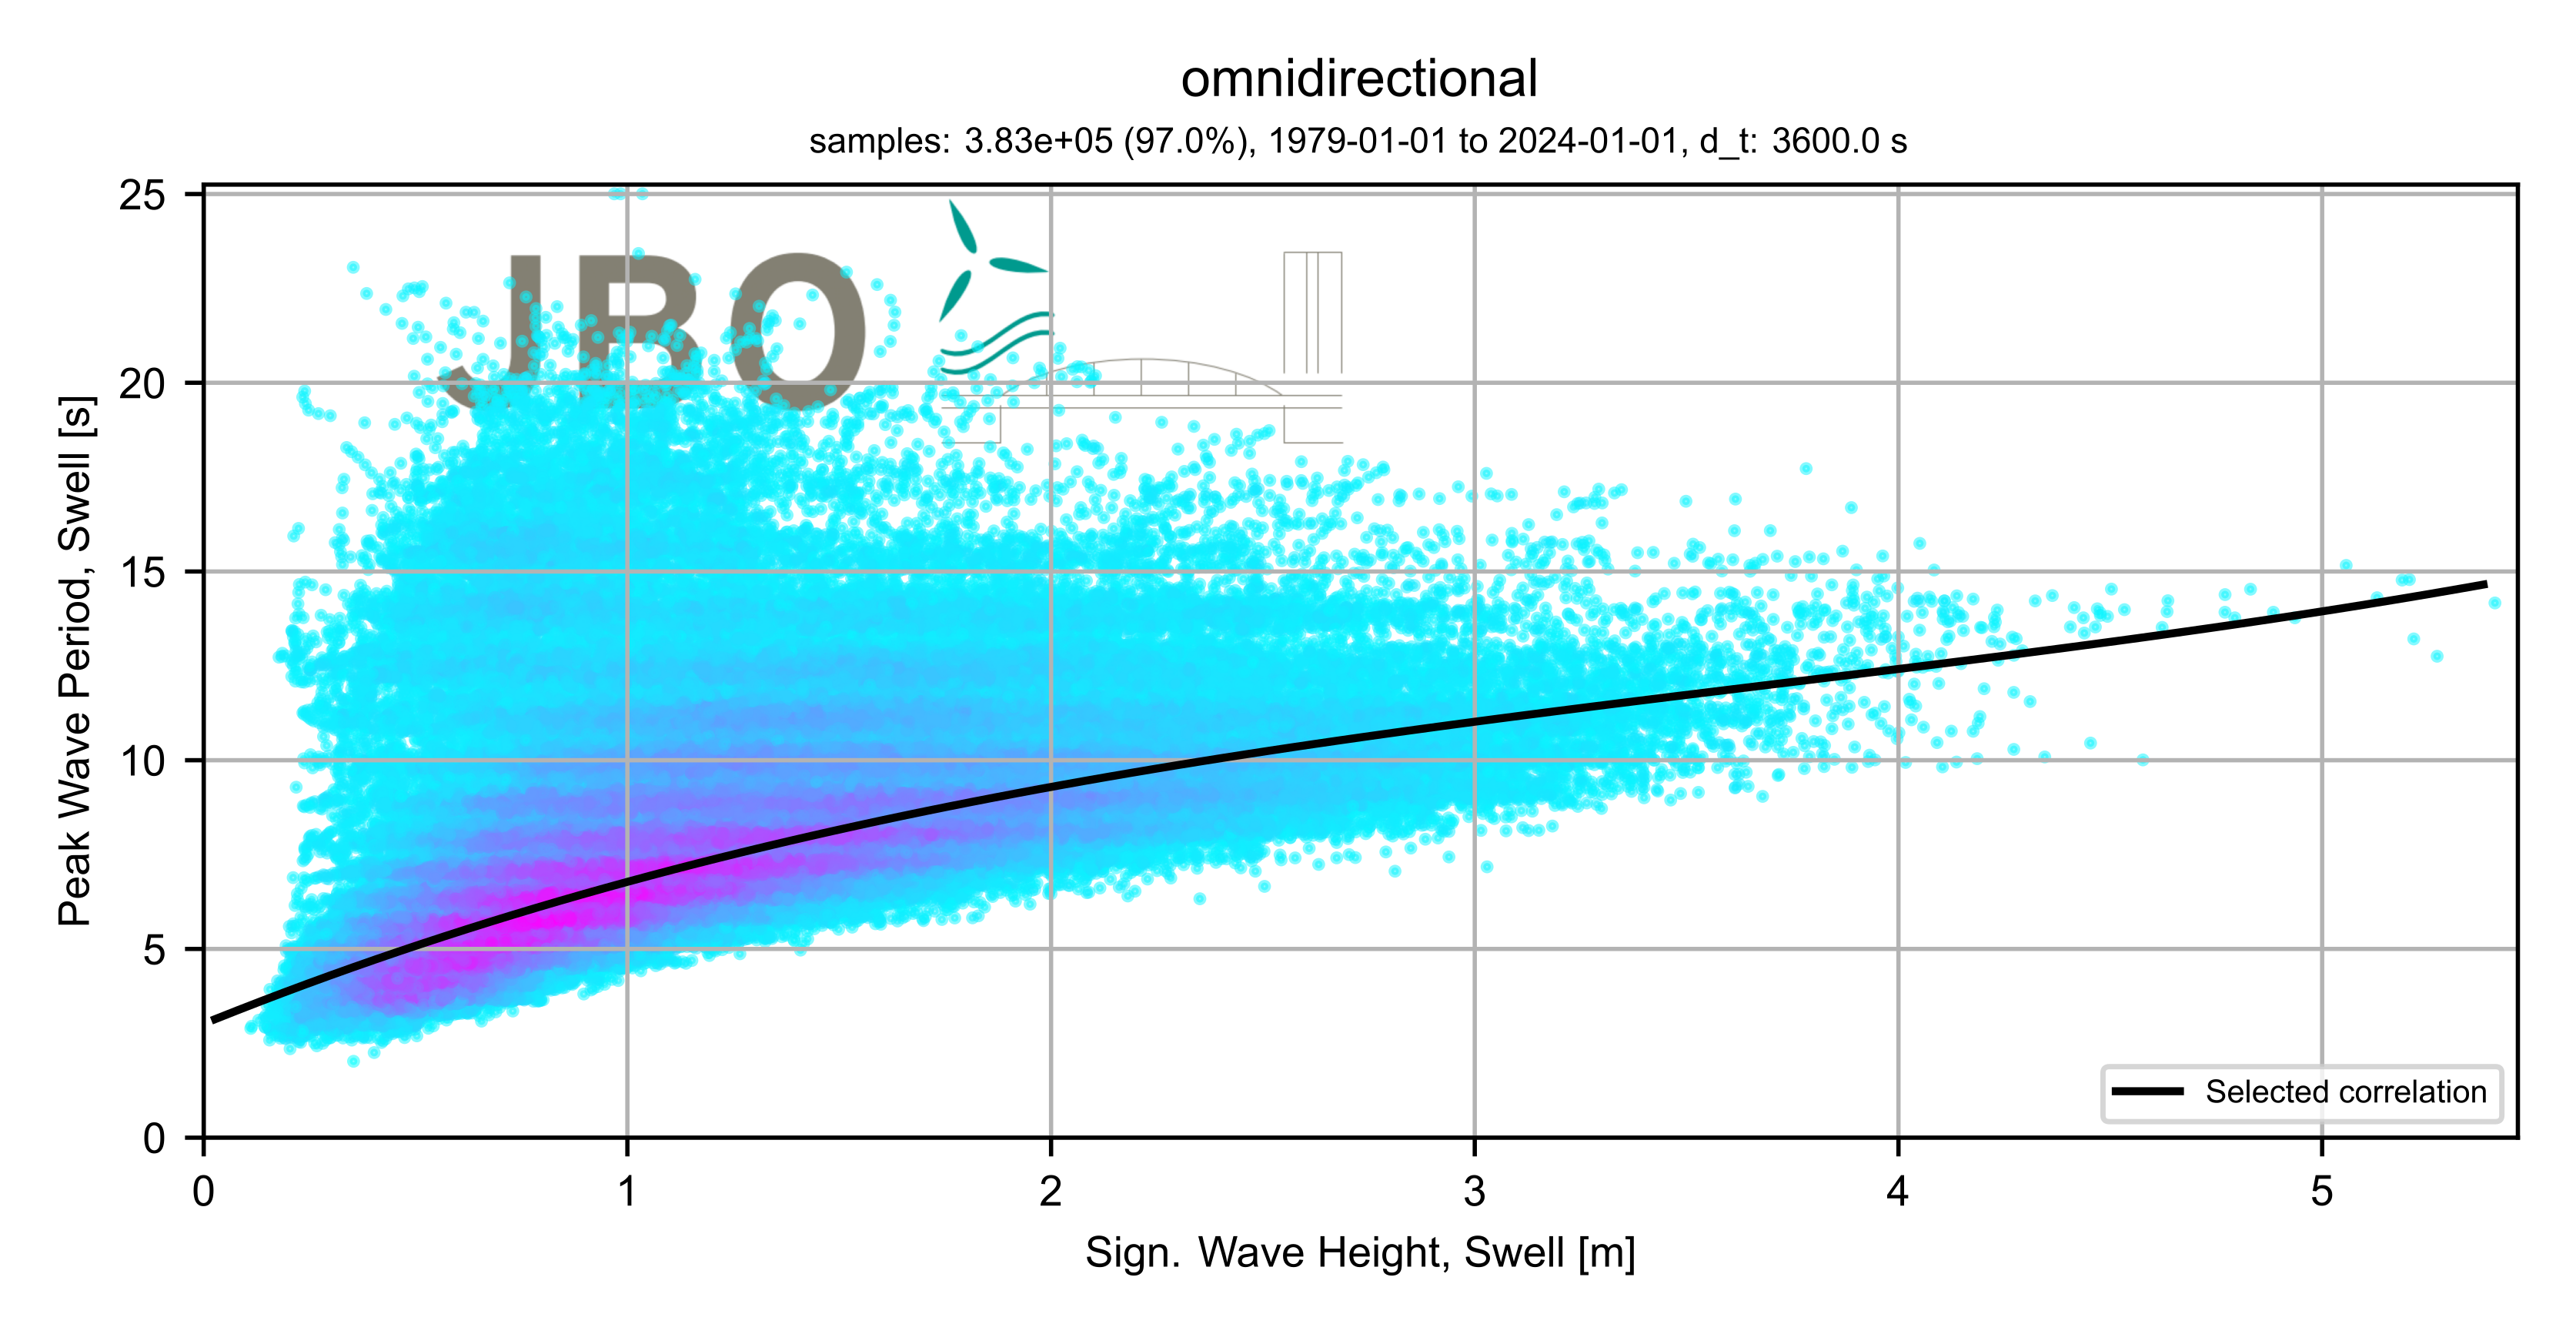 omnidirectional
samples: 3.83e+05 (97.0%), 1979-01-01 to 2024-01-01, d_t: 3600.0 s
JBO
25
20
15
10
5
0
Peak Wave Period, Swell [s]
0 1 2 3 4 5
Sign. Wave Height, Swell [m]
Selected correlation